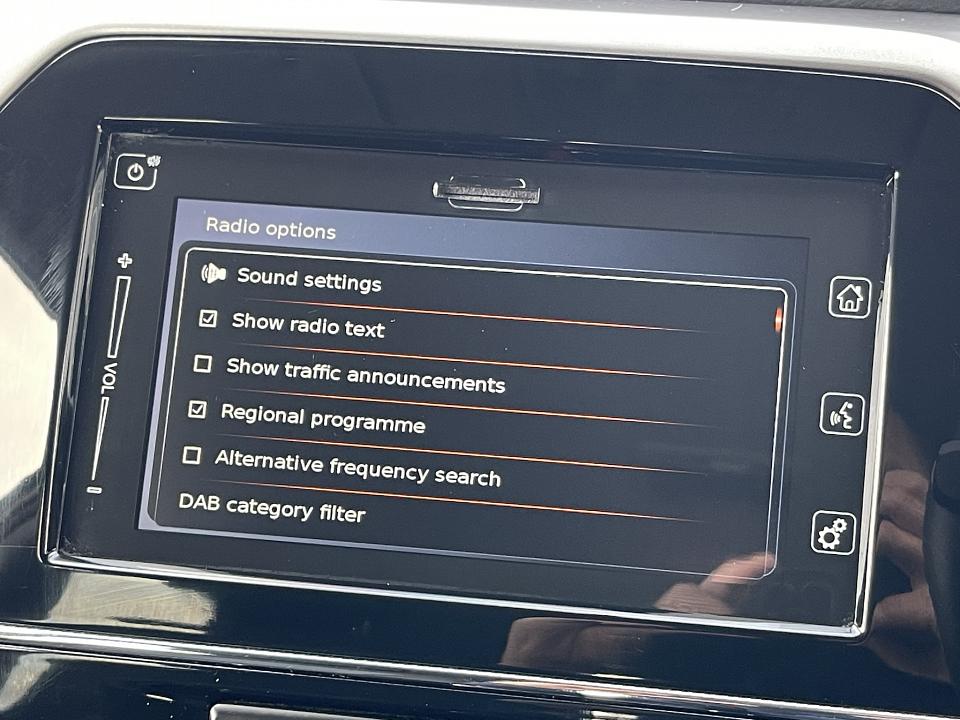 Radio options
Sound settings
Show radio text
Show traffic announcements
Regional programme
Alternative frequency search
DAB category filter
+
VOL
-